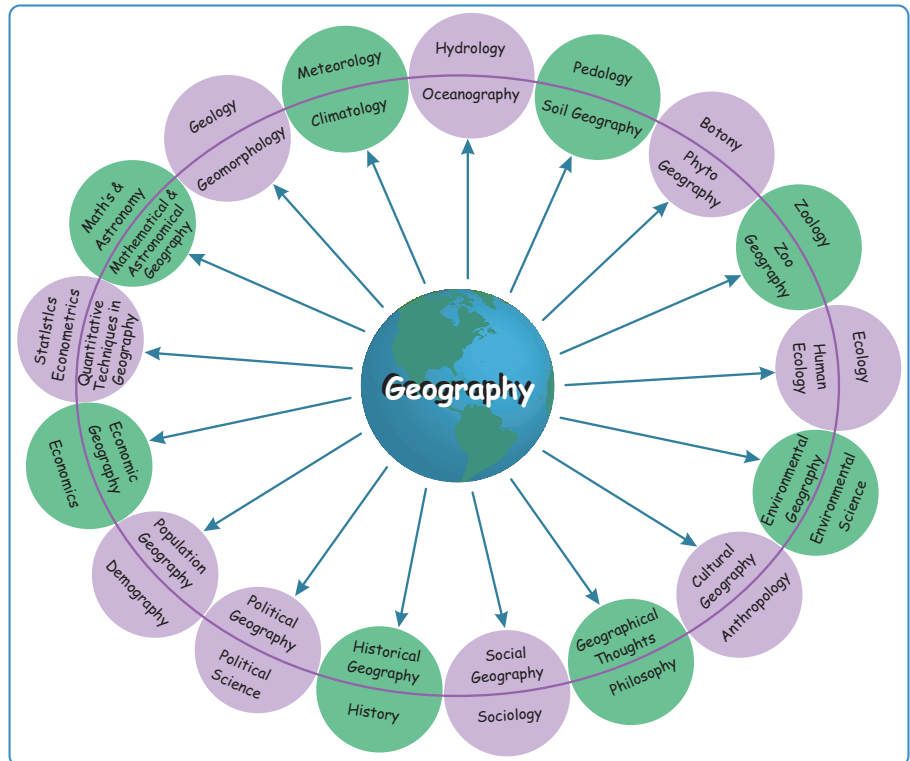 Geography
Hydrology
Oceanography
Pedology
Soil Geography
Botony
Phyto
Geography
Zoology
Zoo
Geography
Ecology
Human
Ecology
Environmental
Geography
Environmental
Science
Cultural
Geography
Anthropology
Geographical
Thoughts
Philosophy
Social
Geography
Sociology
Historical
Geography
History
Political
Geography
Political
Science
Population
Geography
Demography
Economic
Geography
Economics
StatIstIcs
Econometrics
Quantitative
Techniques in
Geography
Math's &
Astronomy
Mathematical &
Astronomical
Geography
Geology
Geomorphology
Meteorology
Climatology